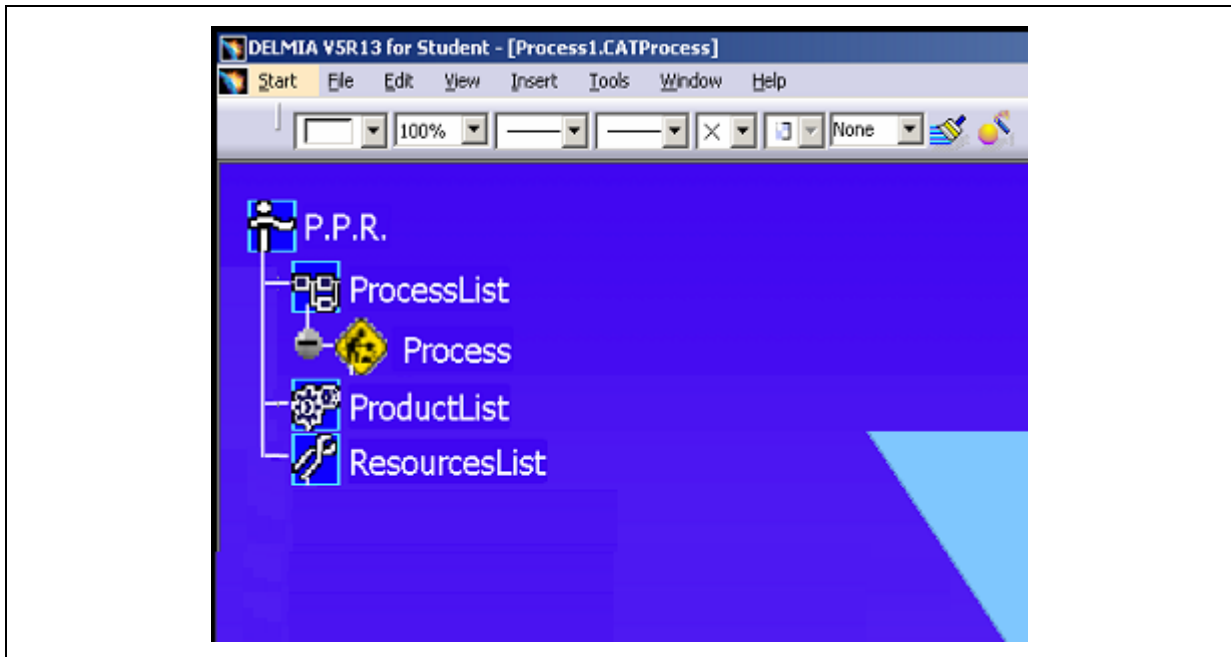 DELMIA V5R13 for Student - [Process1.CATProcess]
Start File Edit View Insert Tools Window Help
100% None
P.P.R.
ProcessList
Process
ProductList
ResourcesList